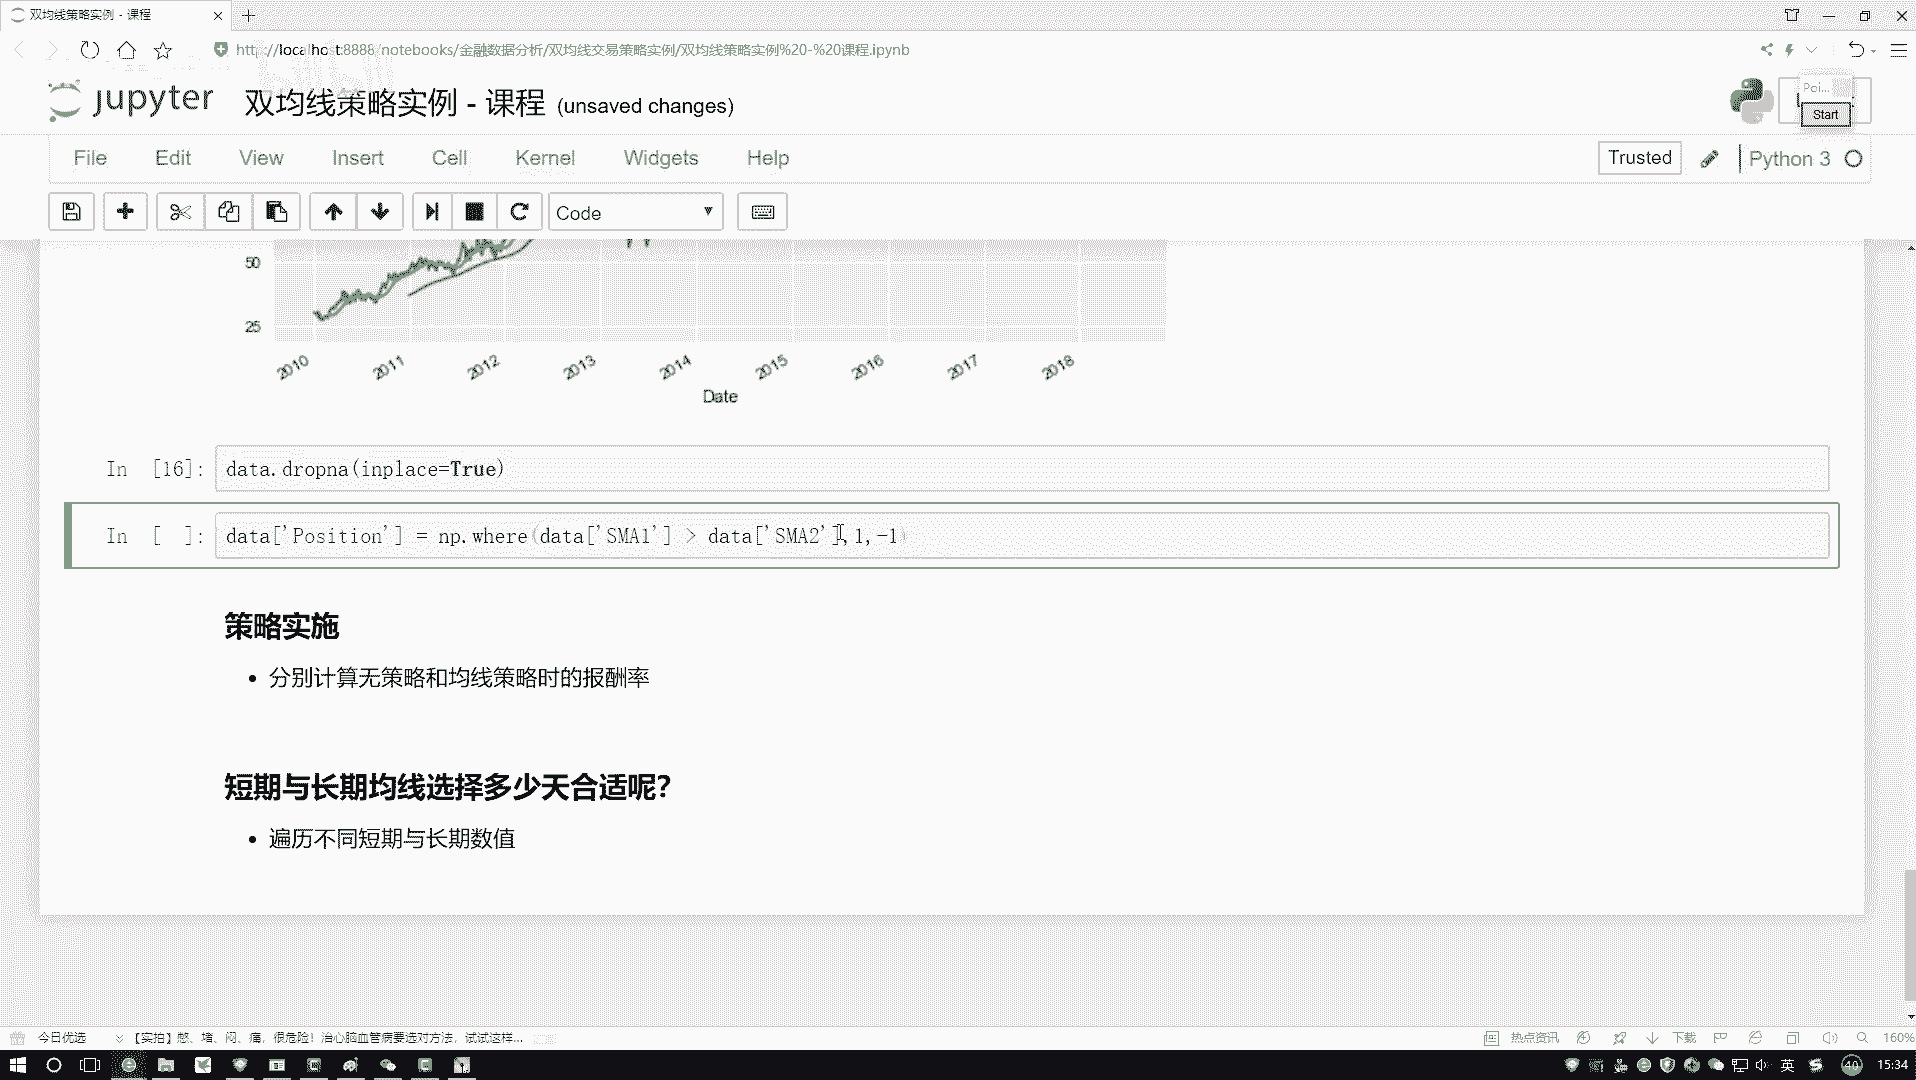 双均线策略实例 - 课程
localhost:8888/notebooks/金融数据分析/双均线交易策略实例/双均线策略实例%20-%20课程.ipynb
jupyter 双均线策略实例 - 课程 (unsaved changes)
Poi...
Start
File Edit View Insert Cell Kernel Widgets Help
Trusted Python 3
Code
50
25
2010 2011 2012 2013 2014 2015 2016 2017 2018
Date
In [16]: data.dropna(inplace=True)
In [ ]: data['Position'] = np.where(data['SMA1'] > data['SMA2'],1,-1)
策略实施
• 分别计算无策略和均线策略时的报酬率
短期与长期均线选择多少天合适呢?
• 遍历不同短期与长期数值
今日优选 【实拍】憋、堵、闷、痛，很危险！治心脑血管病要选对方法，试试这样... 热点资讯 下载 160%
英 40 15:34